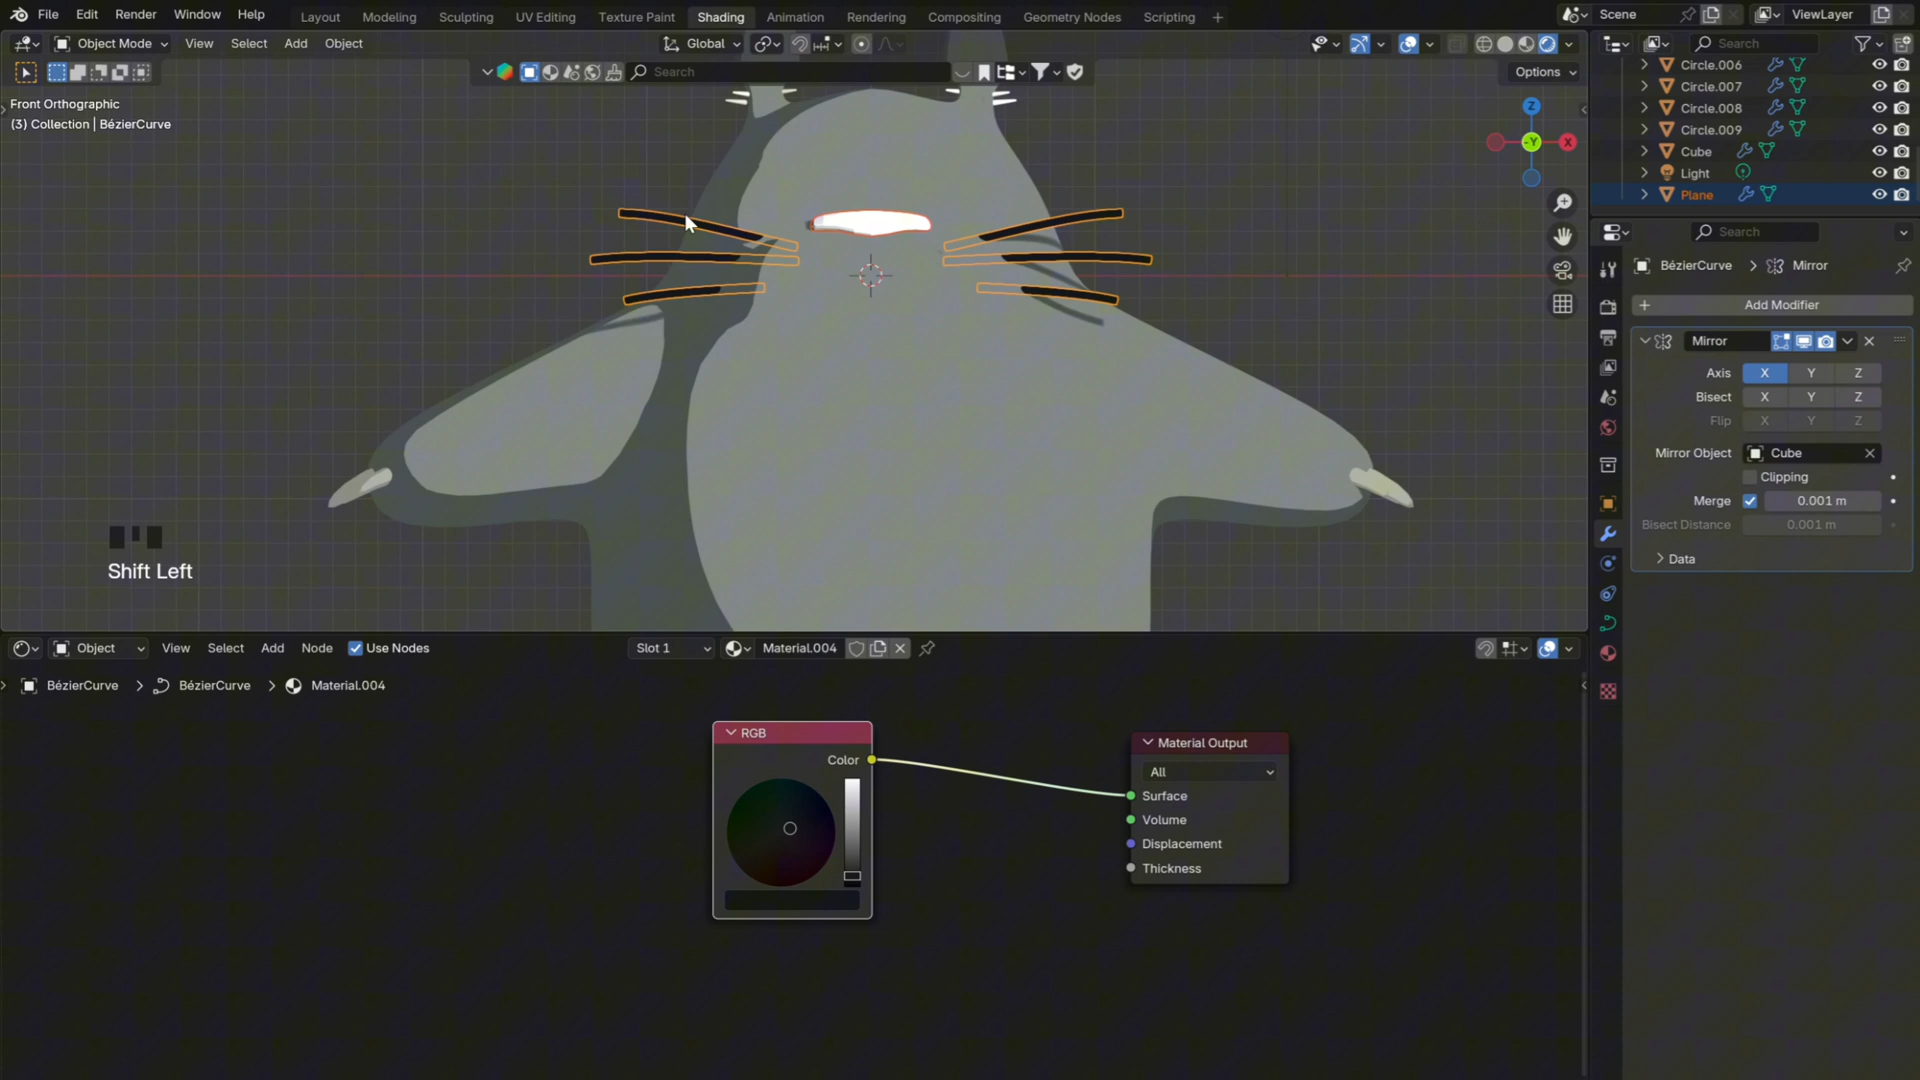 File Edit Render Window Help Layout Modeling Sculpting UV Editing Texture Paint Shading Animation Rendering Compositing Geometry Nodes Scripting + Scene ViewLayer
Object Mode View Select Add Object Global Search
Search Options
Front Orthographic
(3) Collection | BézierCurve
Z
-Y
X
Shift Left
Circle.006
Circle.007
Circle.008
Circle.009
Cube
Light
Plane
Search
BézierCurve > Mirror
+ Add Modifier
Mirror
Axis X Y Z
Bisect X Y Z
Flip X Y Z
Mirror Object Cube
Clipping
Merge 0.001 m
Bisect Distance 0.001 m
> Data
Object View Select Add Node Use Nodes Slot 1 Material.004
BézierCurve > BézierCurve > Material.004
RGB
Color
Material Output
All
Surface
Volume
Displacement
Thickness